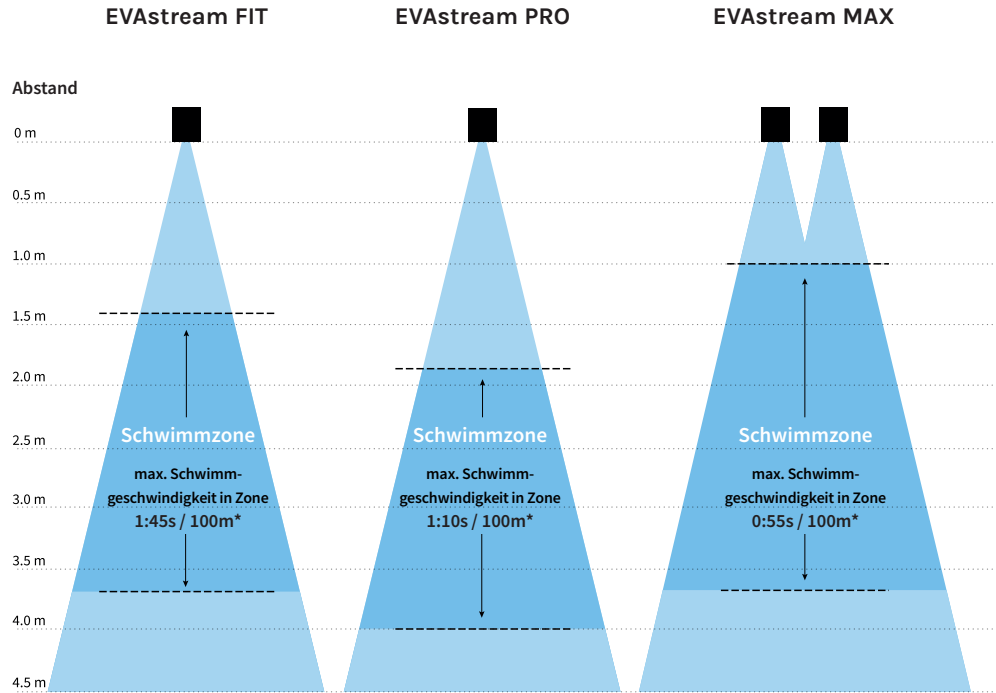 EVAstream FIT
EVAstream PRO
EVAstream MAX
Abstand
0 m
0.5 m
1.0 m
1.5 m
2.0 m
2.5 m
3.0 m
3.5 m
4.0 m
4.5 m
Schwimmzone
max. Schwimm-
geschwindigkeit in Zone
1:45s / 100m*
Schwimmzone
max. Schwimm-
geschwindigkeit in Zone
1:10s / 100m*
Schwimmzone
max. Schwimm-
geschwindigkeit in Zone
0:55s / 100m*